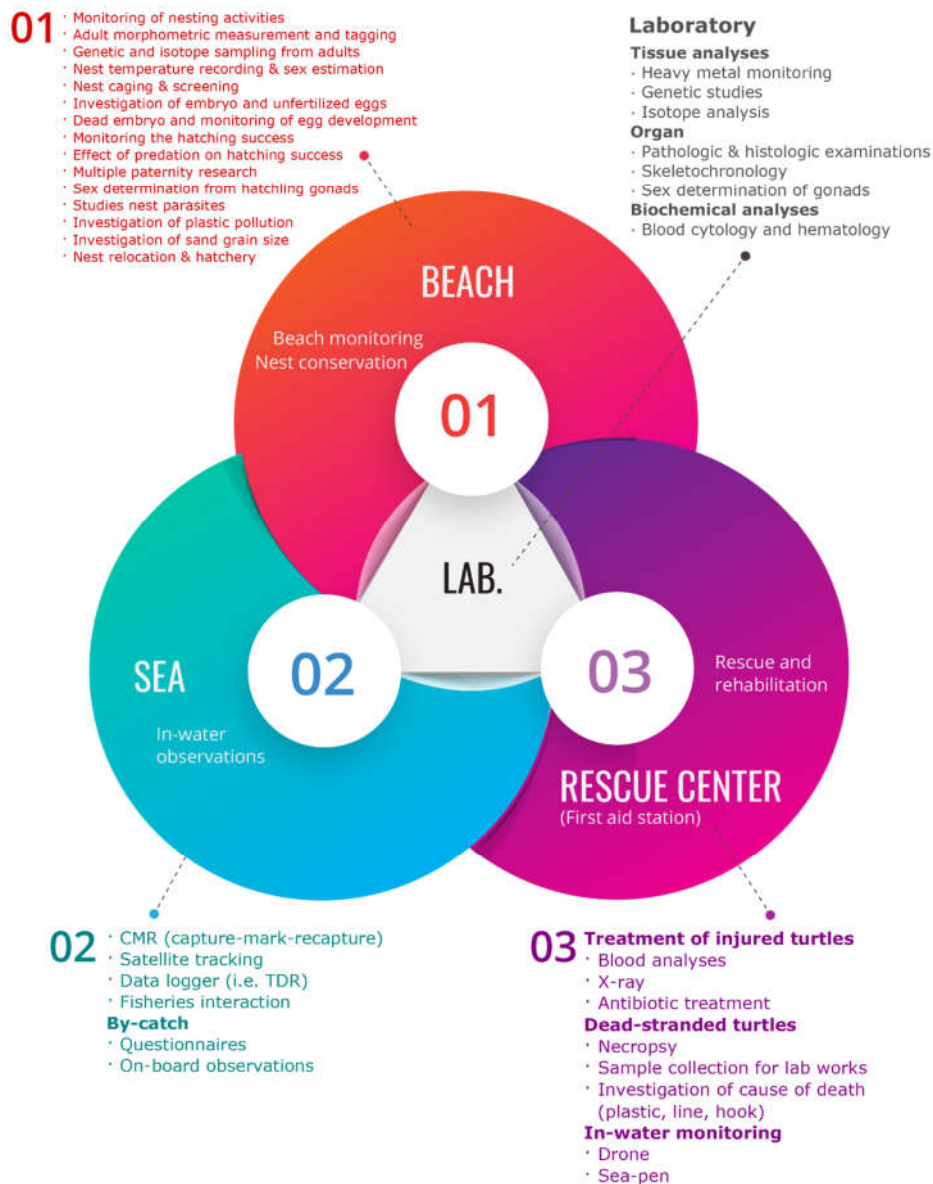 01
· Monitoring of nesting activities
· Adult morphometric measurement and tagging
· Genetic and isotope sampling from adults
· Nest temperature recording & sex estimation
· Nest caging & screening
· Investigation of embryo and unfertilized eggs
· Dead embryo and monitoring of egg development
· Monitoring the hatching success
· Effect of predation on hatching success
· Multiple paternity research
· Sex determination from hatchling gonads
· Studies nest parasites
· Investigation of plastic pollution
· Investigation of sand grain size
· Nest relocation & hatchery
Laboratory
Tissue analyses
· Heavy metal monitoring
· Genetic studies
· Isotope analysis
Organ
· Pathologic & histologic examinations
· Skeletochronology
· Sex determination of gonads
Biochemical analyses
· Blood cytology and hematology
BEACH
Beach monitoring
Nest conservation
01
LAB.
SEA
In-water
observations
02
03
Rescue and
rehabilitation
RESCUE CENTER
(First aid station)
02
· CMR (capture-mark-recapture)
· Satellite tracking
· Data logger (i.e. TDR)
· Fisheries interaction
By-catch
· Questionnaires
· On-board observations
03
Treatment of injured turtles
· Blood analyses
· X-ray
· Antibiotic treatment
Dead-stranded turtles
· Necropsy
· Sample collection for lab works
· Investigation of cause of death
(plastic, line, hook)
In-water monitoring
· Drone
· Sea-pen